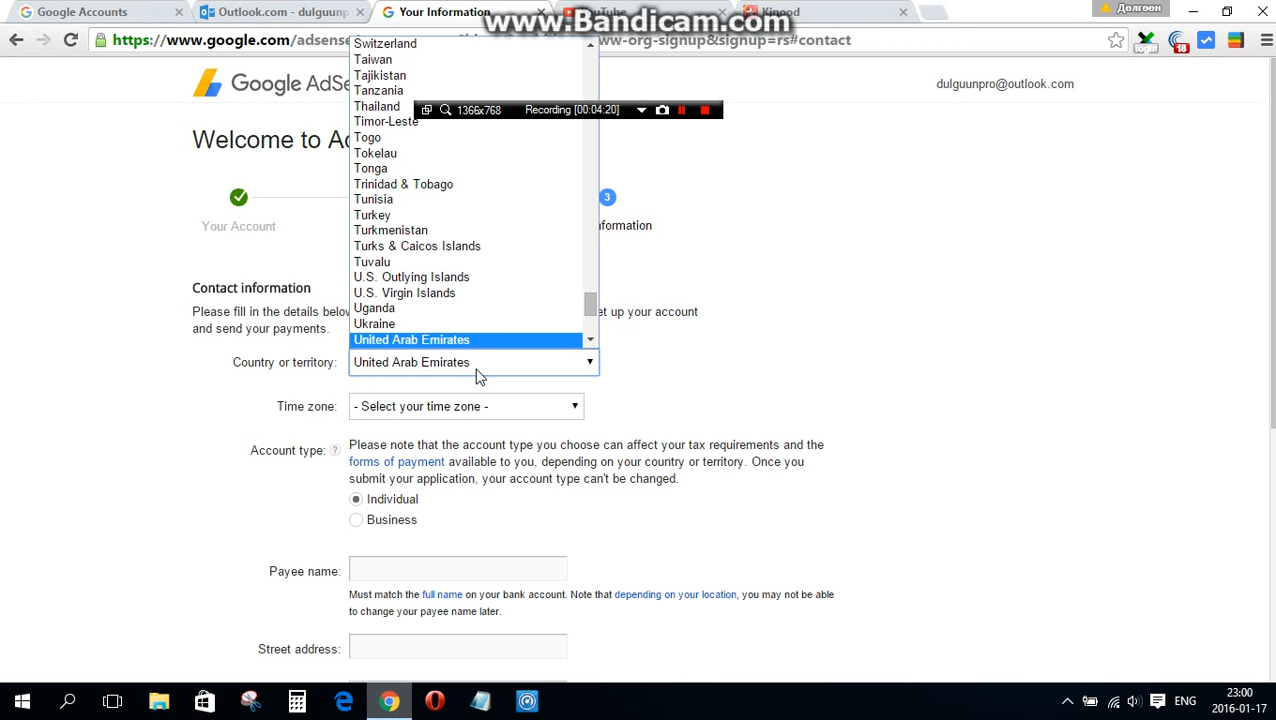 Google Accounts
Outlook.com - dulguunp
Your Information
YouTube
www.Bandicam.com
Долгоон
https://www.google.com/adsens
ww-org-signup&signup=rs#contact
login
18
Google AdSe
dulguunpro@outlook.com
1366x768 Recording [00:04:20]
Welcome to Ad
3
Your Account
nformation
Contact information
Please fill in the details belo
et up your account
and send your payments.
Switzerland
Taiwan
Tajikistan
Tanzania
Thailand
Timor-Leste
Togo
Tokelau
Tonga
Trinidad & Tobago
Tunisia
Turkey
Turkmenistan
Turks & Caicos Islands
Tuvalu
U.S. Outlying Islands
U.S. Virgin Islands
Uganda
Ukraine
United Arab Emirates
Country or territory: United Arab Emirates
Time zone: - Select your time zone -
Account type: ? Please note that the account type you choose can affect your tax requirements and the
forms of payment available to you, depending on your country or territory. Once you
submit your application, your account type can't be changed.
Individual
Business
Payee name:
Must match the full name on your bank account. Note that depending on your location, you may not be able
to change your payee name later.
Street address:
ENG
23:00
2016-01-17